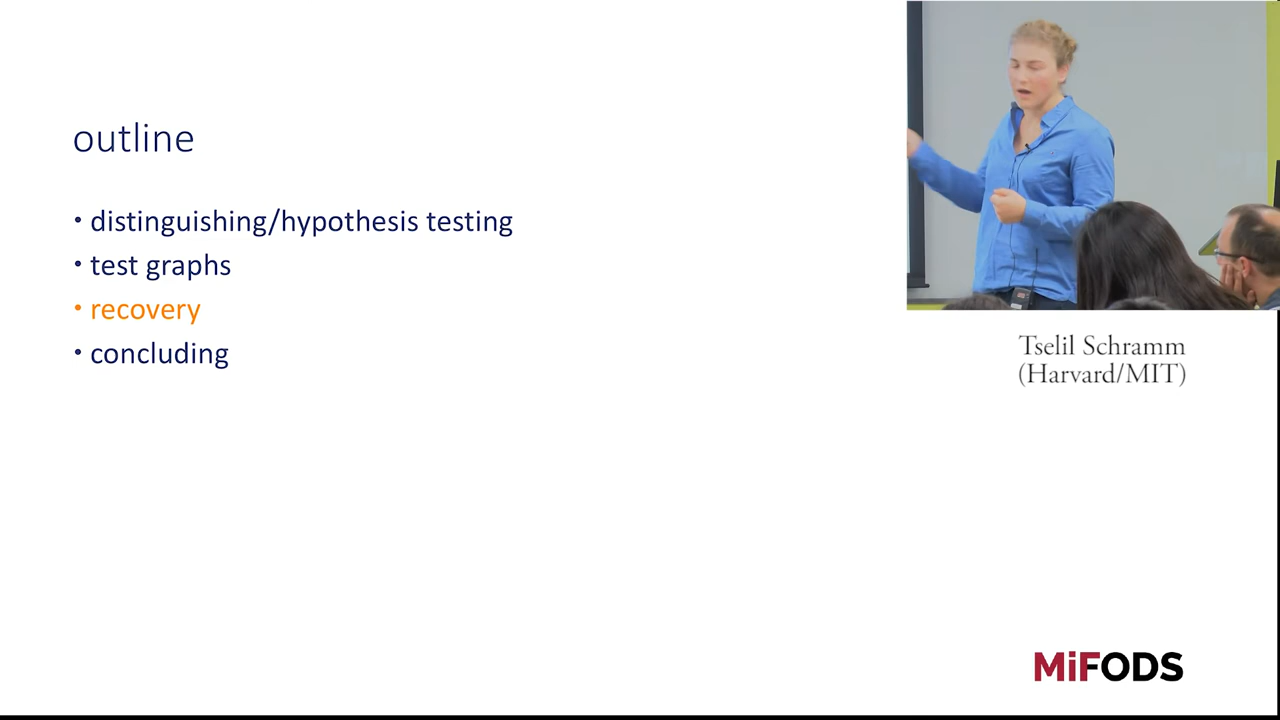 outline
• distinguishing/hypothesis testing
• test graphs
• recovery
• concluding
Tselil Schramm
(Harvard/MIT)
MiFODS